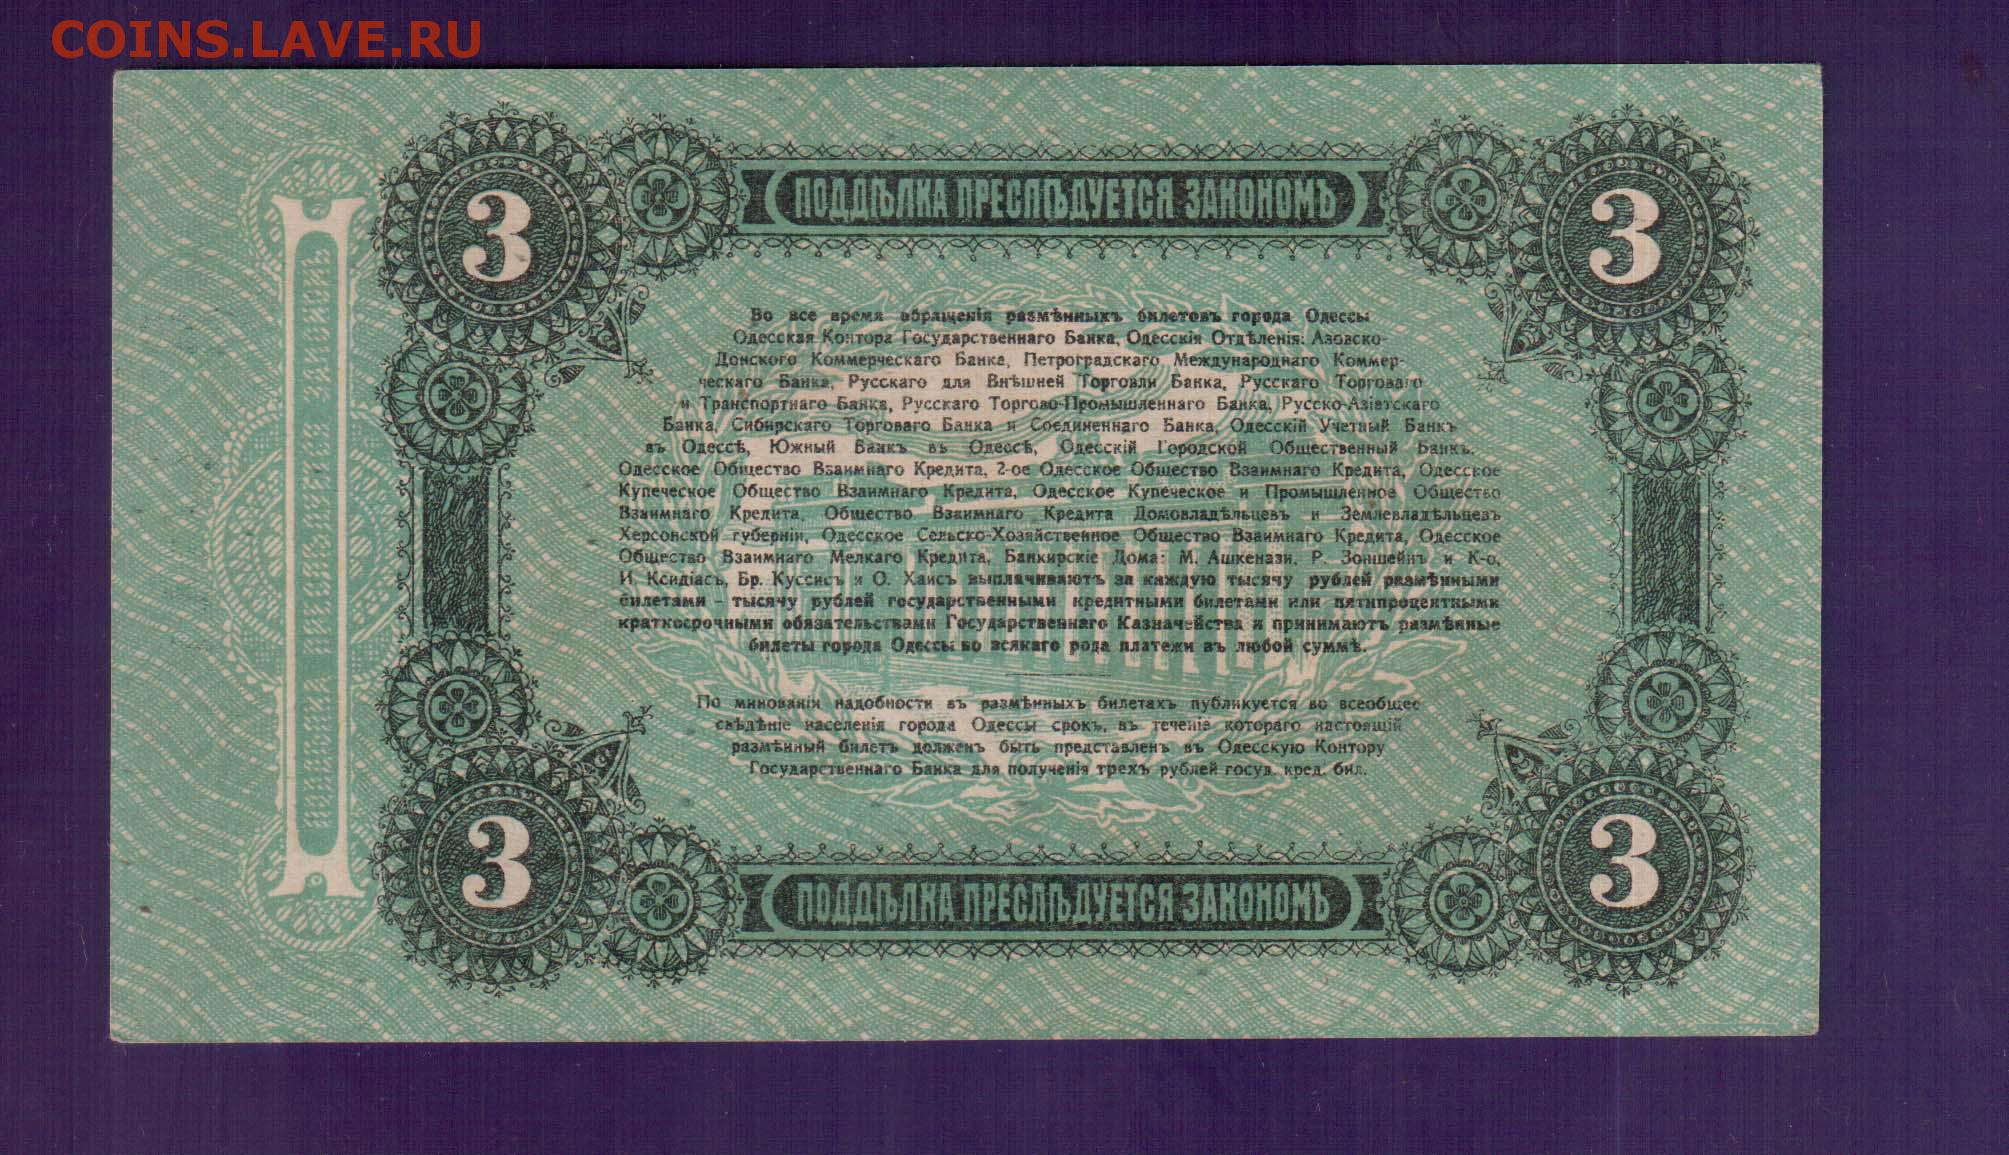 COINS.LAVE.RU
ПОДДѢЛКА ПРЕСЛѢДУЕТСЯ ЗАКОНОМЪ
3
3
Во все время обращенія размѣнныхъ билетовъ города Одессы
Одесская Контора Государственнаго Банка, Одесскія Отдѣленія: Азовско-
Донского Коммерческаго Банка, Петроградскаго Международнаго Коммер-
ческаго Банка, Русскаго для Внѣшней Торговли Банка, Русскаго Торговаго
и Транспортнаго Банка, Русскаго Торгово-Промышленнаго Банка, Русско-Азіатскаго
Банка, Сибирскаго Торговаго Банка и Соединеннаго Банка, Одесскій Учетный Банкъ
въ Одессѣ, Южный Банкъ въ Одессѣ, Одесскій Городской Общественный Банкъ.
Одесское Общество Взаимнаго Кредита, 2-ое Одесское Общество Взаимнаго Кредита, Одесское
Купеческое Общество Взаимнаго Кредита, Одесское Купеческое и Промышленное Общество
Взаимнаго Кредита, Общество Взаимнаго Кредита Домовладѣльцевъ и Землевладѣльцевъ
Херсонской губерніи, Одесское Сельско-Хозяйственное Общество Взаимнаго Кредита, Одесское
Общество Взаимнаго Мелкаго Кредита, Банкирскіе Дома: М. Ашкенази, Р. Зоншейнъ и К-о,
И. Ксидіасъ, Бр. Куссисъ и О. Хаисъ выплачиваютъ за каждую тысячу рублей размѣнными
билетами - тысячу рублей государственными кредитными билетами или пятипроцентными
краткосрочными обязательствами Государственнаго Казначейства и принимаютъ размѣнные
билеты города Одессы во всякаго рода платежи въ любой суммѣ.
По минованіи надобности въ размѣнныхъ билетахъ публикуется во всеобщее
свѣдѣніе населенія города Одессы срокъ, въ теченіе котораго настоящій
размѣнный билетъ долженъ быть представленъ въ Одесскую Контору
Государственнаго Банка для полученія трехъ рублей госуд. кред. бил.
3
3
ПОДДѢЛКА ПРЕСЛѢДУЕТСЯ ЗАКОНОМЪ